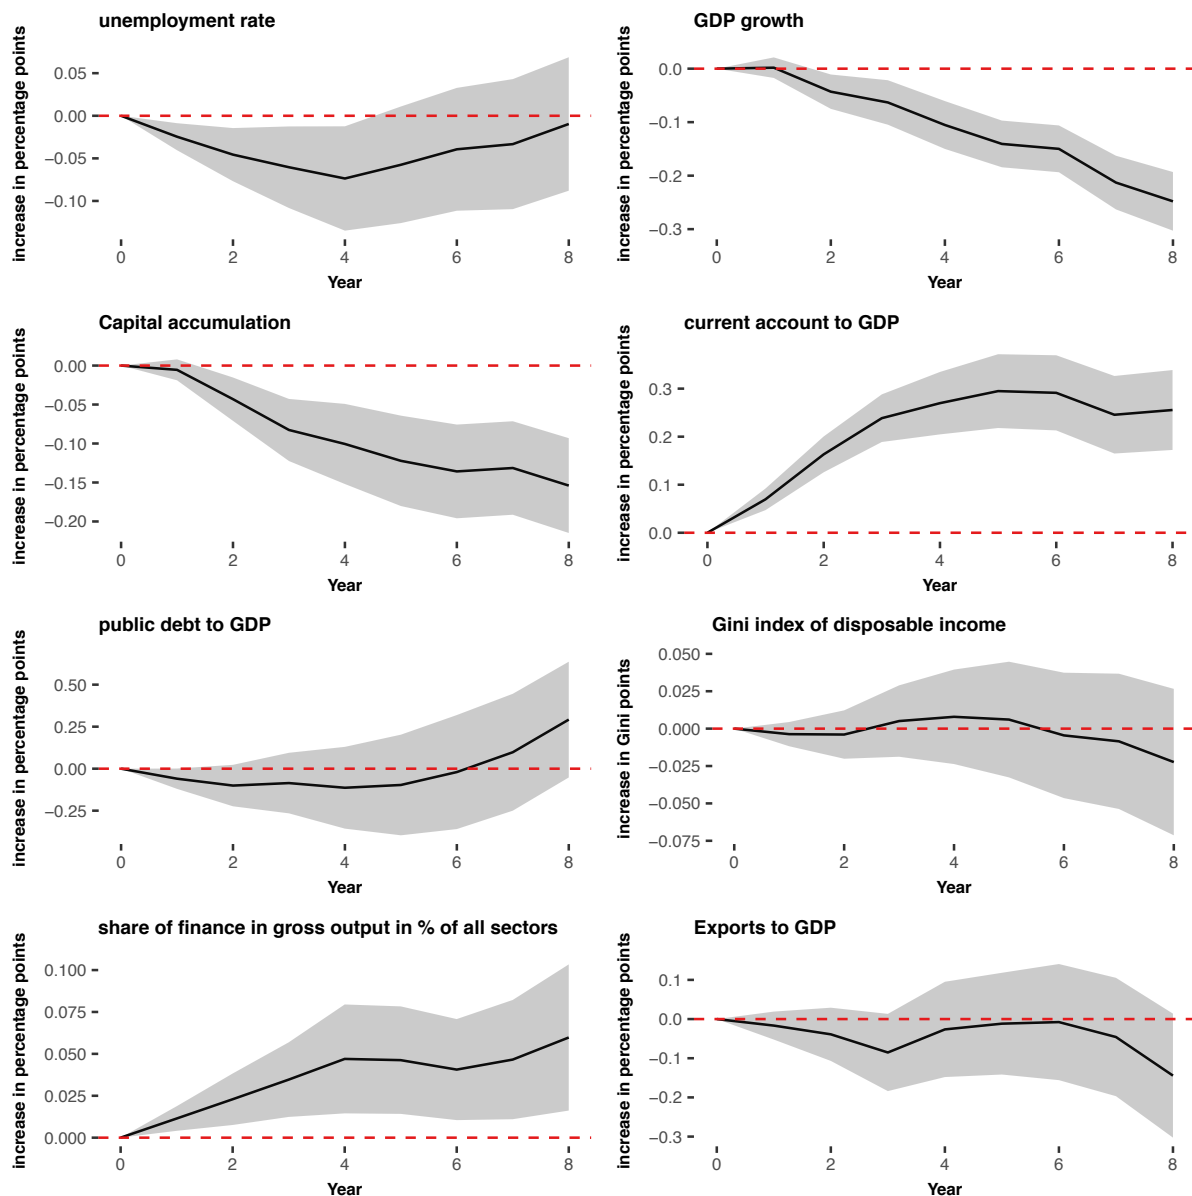 unemployment rate
increase in percentage points
0.05
0.00
−0.05
−0.10
0 2 4 6 8
Year
GDP growth
increase in percentage points
0.0
−0.1
−0.2
−0.3
0 2 4 6 8
Year
Capital accumulation
increase in percentage points
0.00
−0.05
−0.10
−0.15
−0.20
0 2 4 6 8
Year
current account to GDP
increase in percentage points
0.3
0.2
0.1
0.0
0 2 4 6 8
Year
public debt to GDP
increase in percentage points
0.50
0.25
0.00
−0.25
0 2 4 6 8
Year
Gini index of disposable income
increase in Gini points
0.050
0.025
0.000
−0.025
−0.050
−0.075
0 2 4 6 8
Year
share of finance in gross output in % of all sectors
increase in percentage points
0.100
0.075
0.050
0.025
0.000
0 2 4 6 8
Year
Exports to GDP
increase in percentage points
0.1
0.0
−0.1
−0.2
−0.3
0 2 4 6 8
Year